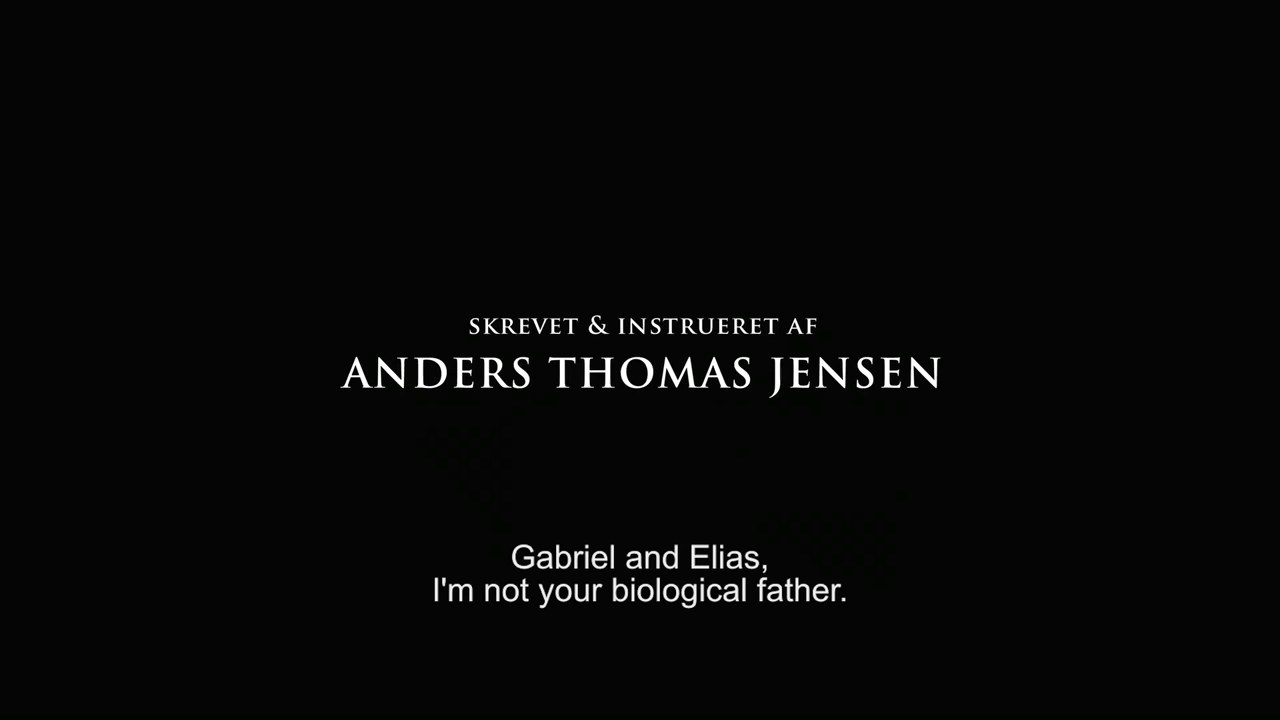 SKREVET & INSTRUERET AF
ANDERS THOMAS JENSEN
Gabriel and Elias,
I'm not your biological father.